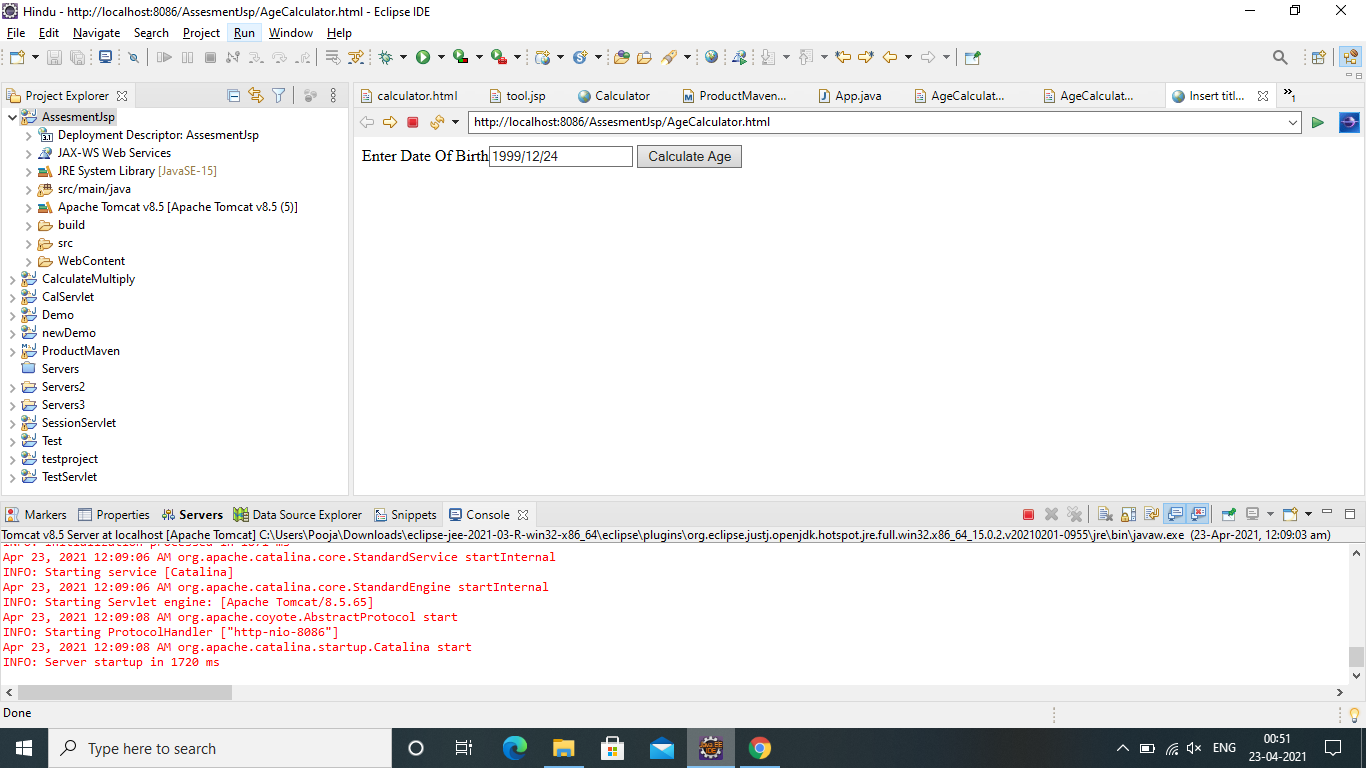 Hindu - http://localhost:8086/AssesmentJsp/AgeCalculator.html - Eclipse IDE
File Edit Navigate Search Project Run Window Help
Project Explorer
calculator.html tool.jsp Calculator ProductMaven... App.java AgeCalculat... AgeCalculat... Insert titl... »1
http://localhost:8086/AssesmentJsp/AgeCalculator.html
Enter Date Of Birth 1999/12/24 Calculate Age
AssesmentJsp
Deployment Descriptor: AssesmentJsp
JAX-WS Web Services
JRE System Library [JavaSE-15]
src/main/java
Apache Tomcat v8.5 [Apache Tomcat v8.5 (5)]
build
src
WebContent
CalculateMultiply
CalServlet
Demo
newDemo
ProductMaven
Servers
Servers2
Servers3
SessionServlet
Test
testproject
TestServlet
Markers Properties Servers Data Source Explorer Snippets Console
Tomcat v8.5 Server at localhost [Apache Tomcat] C:\Users\Pooja\Downloads\eclipse-jee-2021-03-R-win32-x86_64\eclipse\plugins\org.eclipse.justj.openjdk.hotspot.jre.full.win32.x86_64_15.0.2.v20210201-0955\jre\bin\javaw.exe (23-Apr-2021, 12:09:03 am)
Apr 23, 2021 12:09:06 AM org.apache.catalina.core.StandardService startInternal
INFO: Starting service [Catalina]
Apr 23, 2021 12:09:06 AM org.apache.catalina.core.StandardEngine startInternal
INFO: Starting Servlet engine: [Apache Tomcat/8.5.65]
Apr 23, 2021 12:09:08 AM org.apache.coyote.AbstractProtocol start
INFO: Starting ProtocolHandler ["http-nio-8086"]
Apr 23, 2021 12:09:08 AM org.apache.catalina.startup.Catalina start
INFO: Server startup in 1720 ms
Done
Type here to search
ENG
00:51
23-04-2021